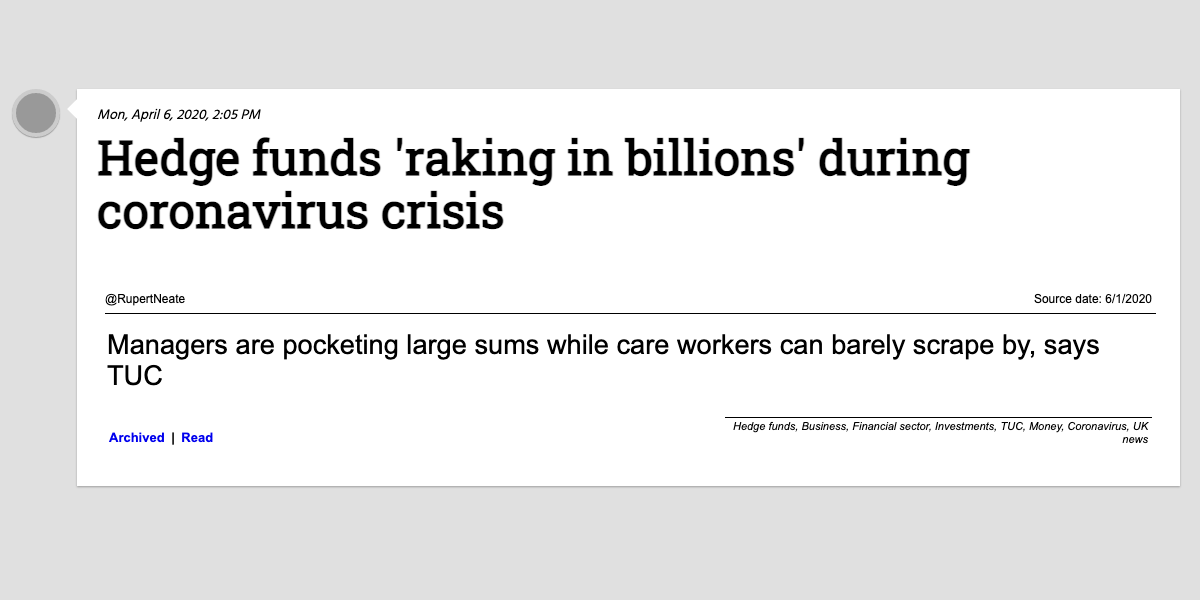 Mon, April 6, 2020, 2:05 PM
Hedge funds 'raking in billions' during
coronavirus crisis
@RupertNeate
Source date: 6/1/2020
Managers are pocketing large sums while care workers can barely scrape by, says
TUC
Archived | Read
Hedge funds, Business, Financial sector, Investments, TUC, Money, Coronavirus, UK
news